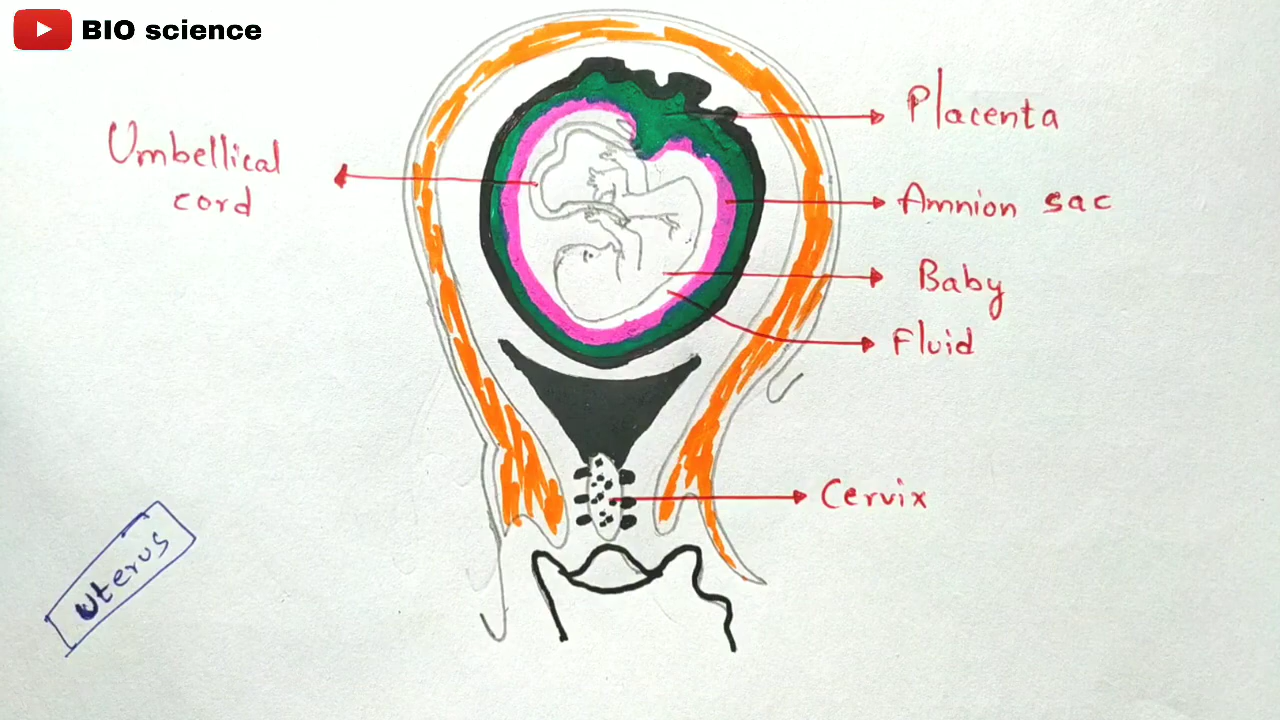 BIO science
Umbellical
cord
Placenta
Amnion sac
Baby
Fluid
Cervix
Uterus